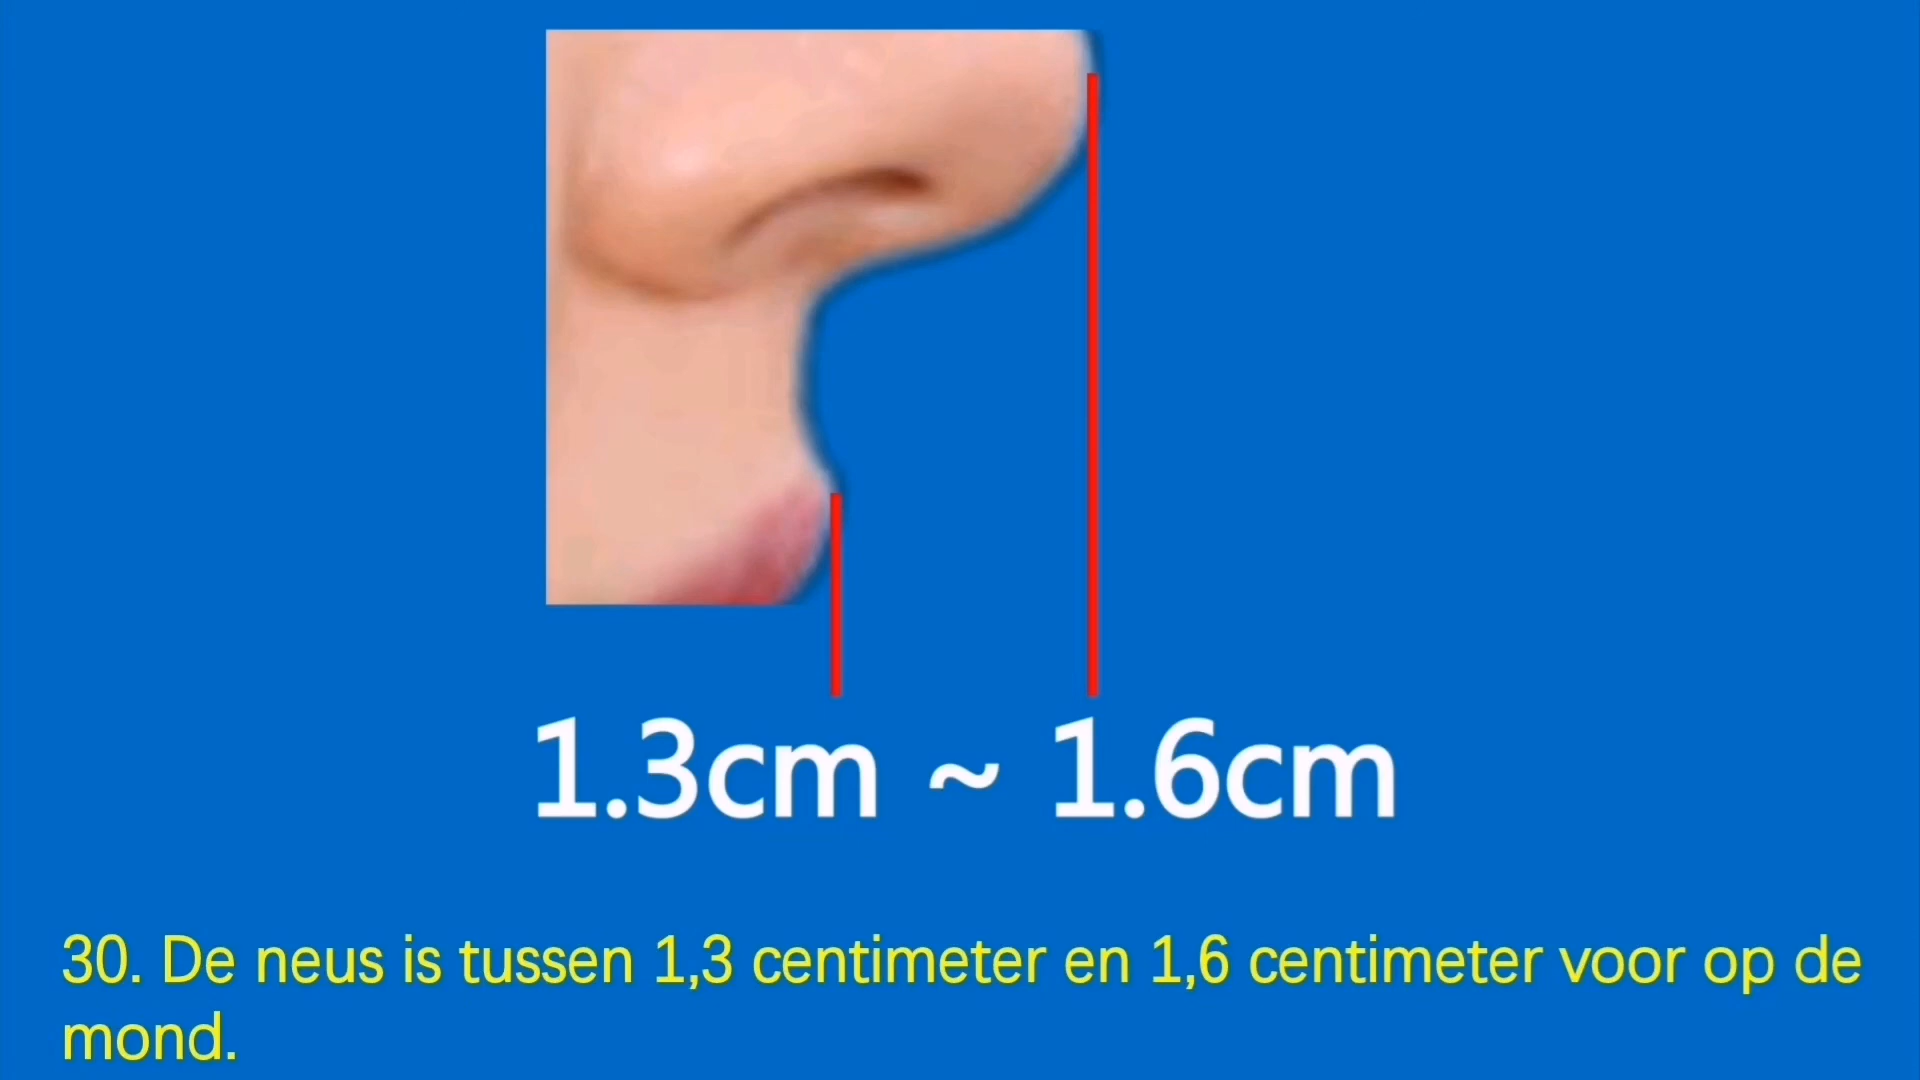 1.3cm ~ 1.6cm
30. De neus is tussen 1,3 centimeter en 1,6 centimeter voor op de
mond.